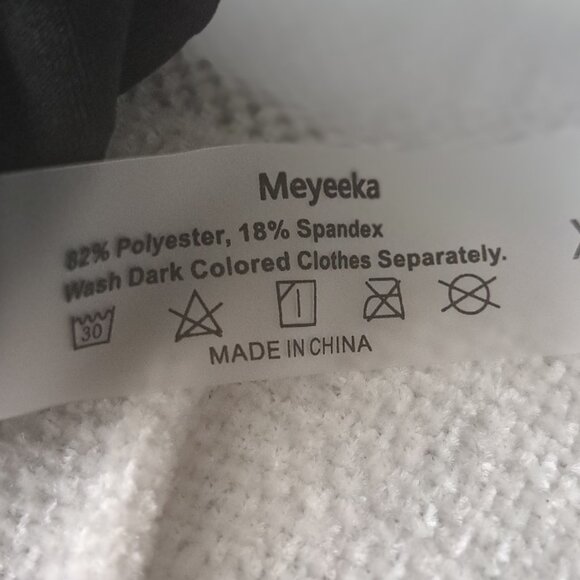 Meyeeka
82% Polyester, 18% Spandex
Wash Dark Colored Clothes Separately.
30
MADE IN CHINA